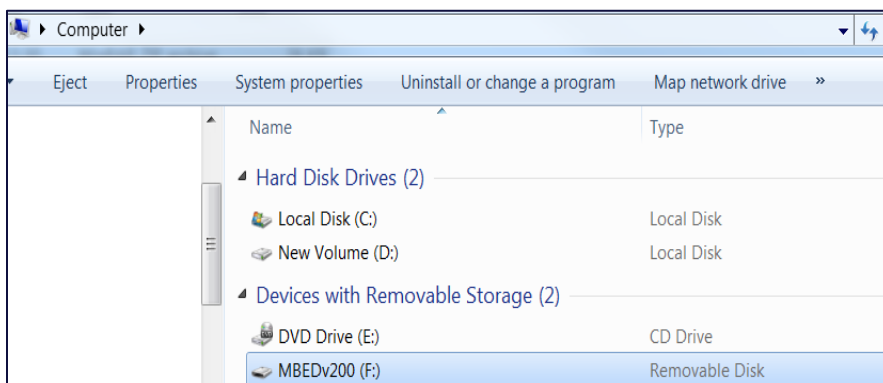 Computer
Eject Properties System properties Uninstall or change a program Map network drive »
Name Type
Hard Disk Drives (2)
Local Disk (C:) Local Disk
New Volume (D:) Local Disk
Devices with Removable Storage (2)
DVD Drive (E:) CD Drive
MBEDv200 (F:) Removable Disk